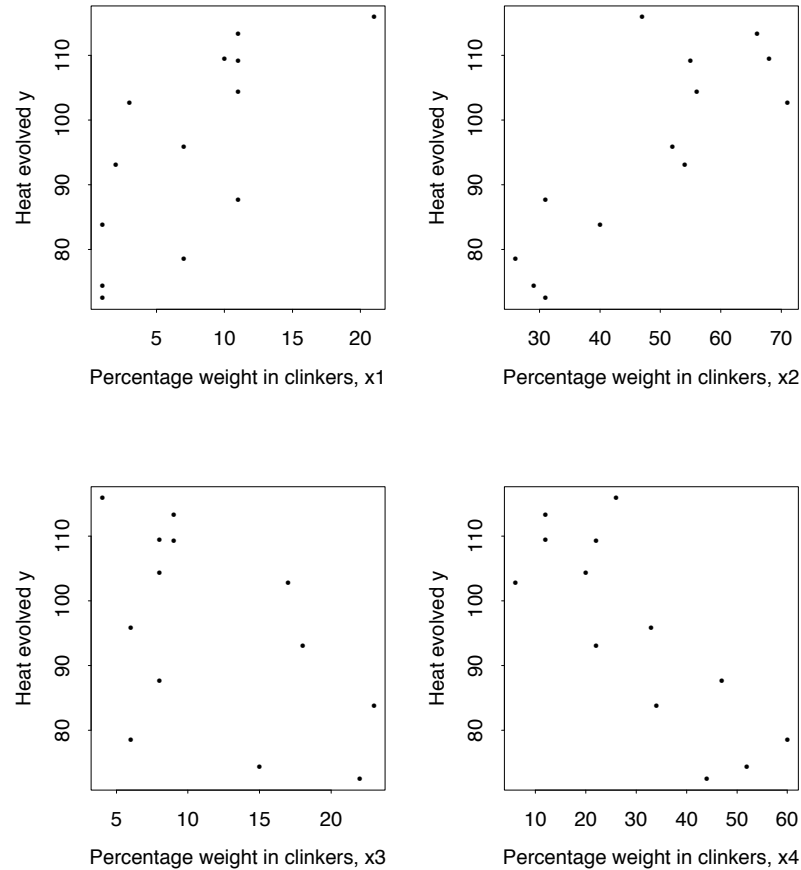 Heat evolved y
80 90 100 110
5 10 15 20
Percentage weight in clinkers, x1
Heat evolved y
80 90 100 110
30 40 50 60 70
Percentage weight in clinkers, x2
Heat evolved y
80 90 100 110
5 10 15 20
Percentage weight in clinkers, x3
Heat evolved y
80 90 100 110
10 20 30 40 50 60
Percentage weight in clinkers, x4